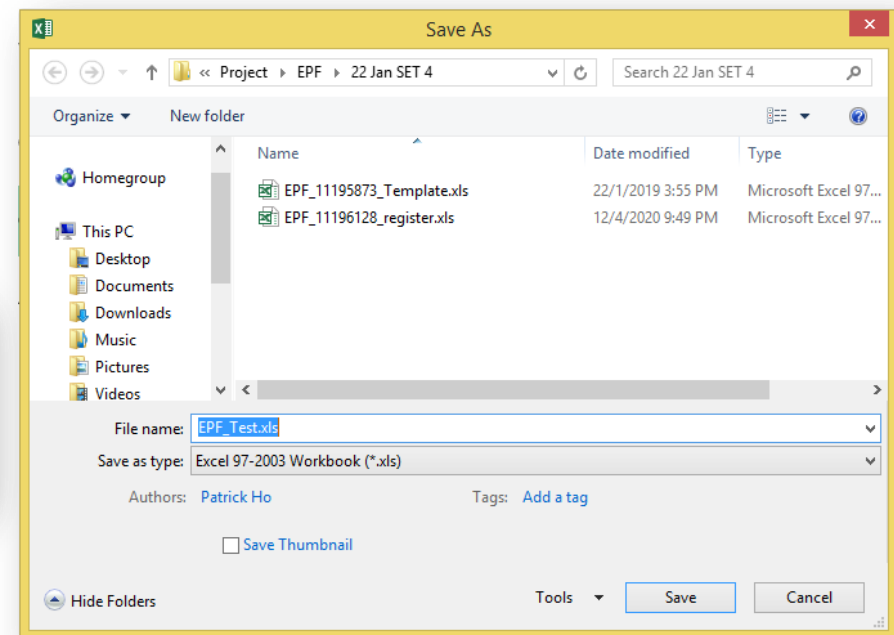 Save As
« Project EPF 22 Jan SET 4
Search 22 Jan SET 4
Organize New folder
Name Date modified Type
Homegroup
EPF_11195873_Template.xls 22/1/2019 3:55 PM Microsoft Excel 97...
EPF_11196128_register.xls 12/4/2020 9:49 PM Microsoft Excel 97...
This PC
Desktop
Documents
Downloads
Music
Pictures
Videos
File name: EPF_Test.xls
Save as type: Excel 97-2003 Workbook (*.xls)
Authors: Patrick Ho Tags: Add a tag
Save Thumbnail
Hide Folders Tools Save Cancel